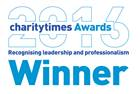 2016
charitytimes Awards
Recognising leadership and professionalism
Winner